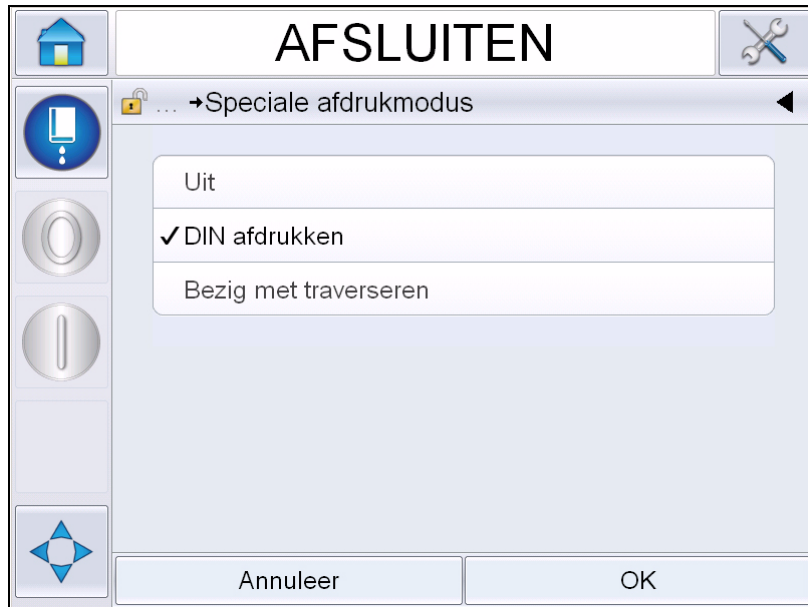 AFSLUITEN
... →Speciale afdrukmodus
Uit
✓DIN afdrukken
Bezig met traverseren
Annuleer
OK